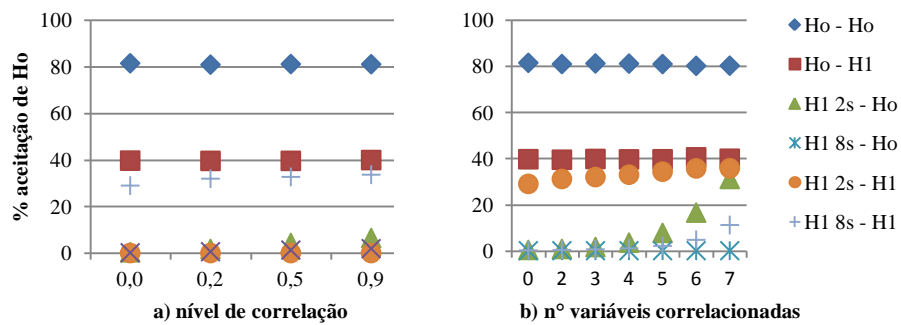 % aceitação de Ho
100
80
60
40
20
0
0,0 0,2 0,5 0,9
a) nível de correlação
100
80
60
40
20
0
0 2 3 4 5 6 7
b) n° variáveis correlacionadas
Ho - Ho
Ho - H1
H1 2s - Ho
H1 8s - Ho
H1 2s - H1
H1 8s - H1